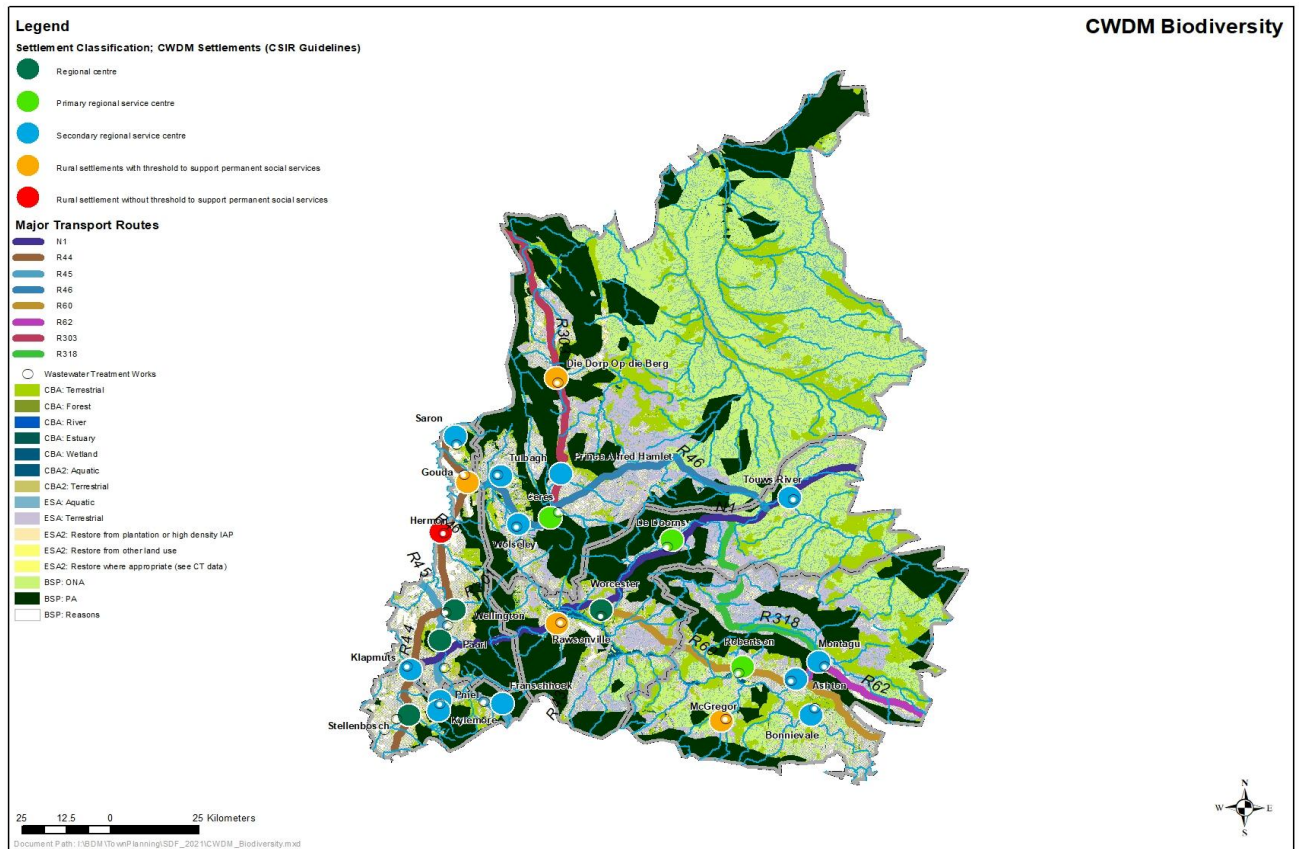 CWDM Biodiversity
Legend
Settlement Classification; CWDM Settlements (CSIR Guidelines)
Regional centre
Primary regional service centre
Secondary regional service centre
Rural settlements with threshold to support permanent social services
Rural settlement without threshold to support permanent social services
Major Transport Routes
N1
R44
R45
R46
R60
R62
R303
R318
Wastewater Treatment Works
CBA: Terrestrial
CBA: Forest
CBA: River
CBA: Estuary
CBA: Wetland
CBA2: Aquatic
CBA2: Terrestrial
ESA: Aquatic
ESA: Terrestrial
ESA2: Restore from plantation or high density IAP
ESA2: Restore from other land use
ESA2: Restore where appropriate (see CT data)
BSP: ONA
BSP: PA
BSP: Reasons
R30
Die Dorp Op die Berg
Saron
Tulbagh
Prince Alfred Hamlet
R46
Gouda
Touws River
Ceres
N1
Hermon
R46
De Doorns
Wolseley
R45
Worcester
Wellington
R318
Rawsonville
R44
Paarl
R60
Robertson
Montagu
Klapmuts
Ashton
R62
Pniel
Franschhoek
R
McGregor
Kylemore
Stellenbosch
Bonnievale
N
W
E
S
25 12.5 0 25 Kilometers
Document Path: I:\BDM\TownPlanning\SDF_2021\CWDM_Biodiversity.mxd